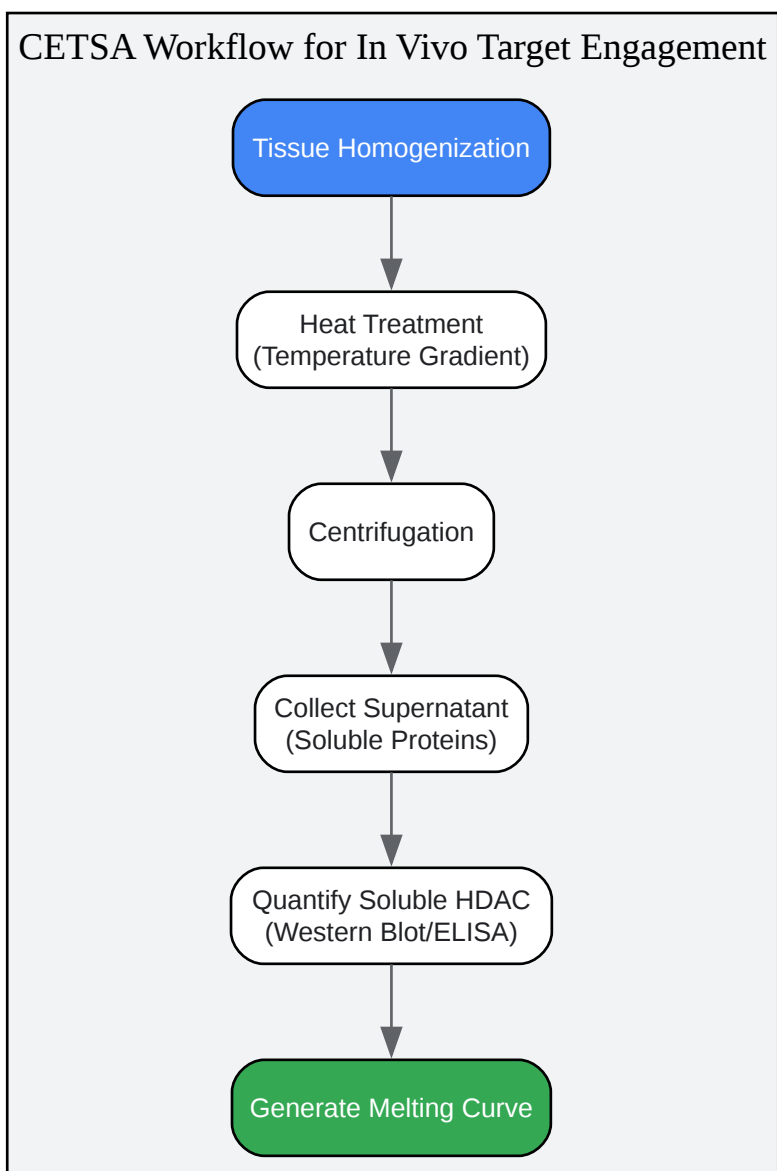 CETSA Workflow for In Vivo Target Engagement
Tissue Homogenization
Heat Treatment
(Temperature Gradient)
Centrifugation
Collect Supernatant
(Soluble Proteins)
Quantify Soluble HDAC
(Western Blot/ELISA)
Generate Melting Curve